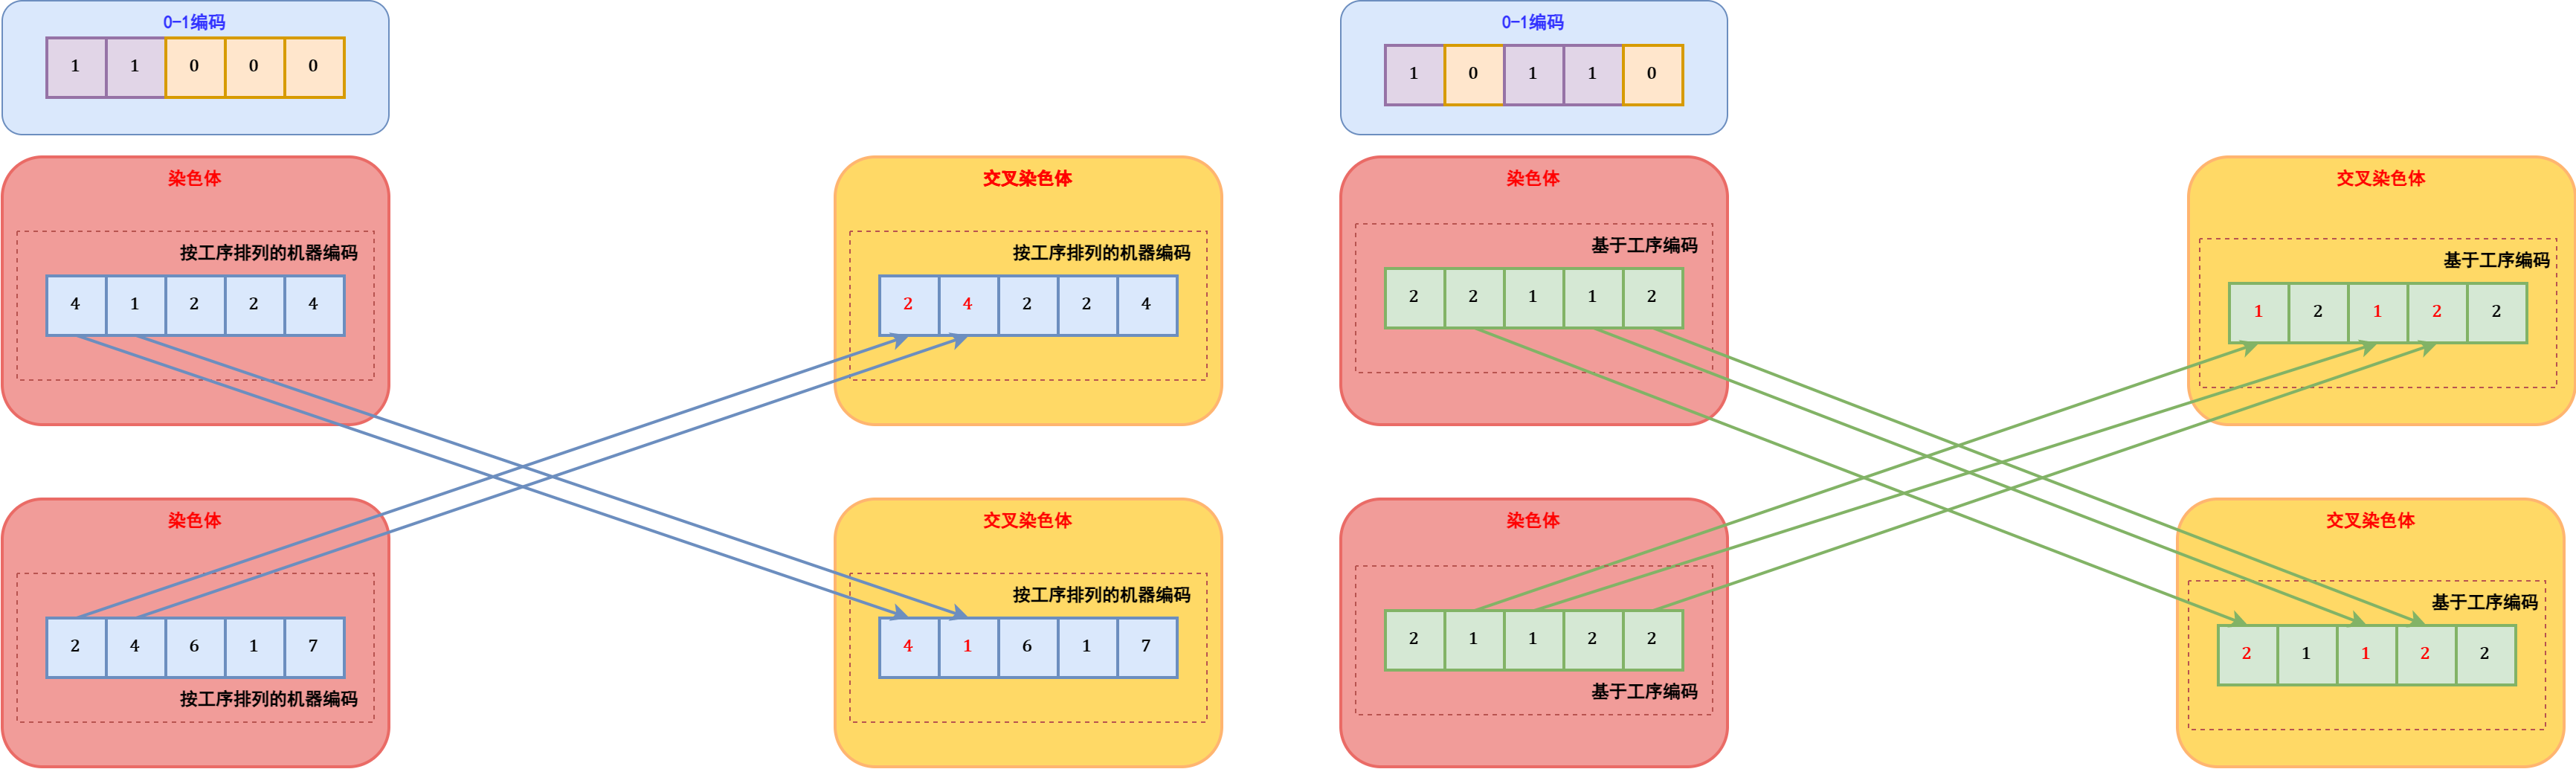 0-1编码
1 1 0 0 0
染色体
按工序排列的机器编码
4 1 2 2 4
交叉染色体
按工序排列的机器编码
2 4 2 2 4
染色体
2 4 6 1 7
按工序排列的机器编码
交叉染色体
按工序排列的机器编码
4 1 6 1 7
0-1编码
1 0 1 1 0
染色体
基于工序编码
2 2 1 1 2
交叉染色体
基于工序编码
1 2 1 2 2
染色体
2 1 1 2 2
基于工序编码
交叉染色体
基于工序编码
2 1 1 2 2